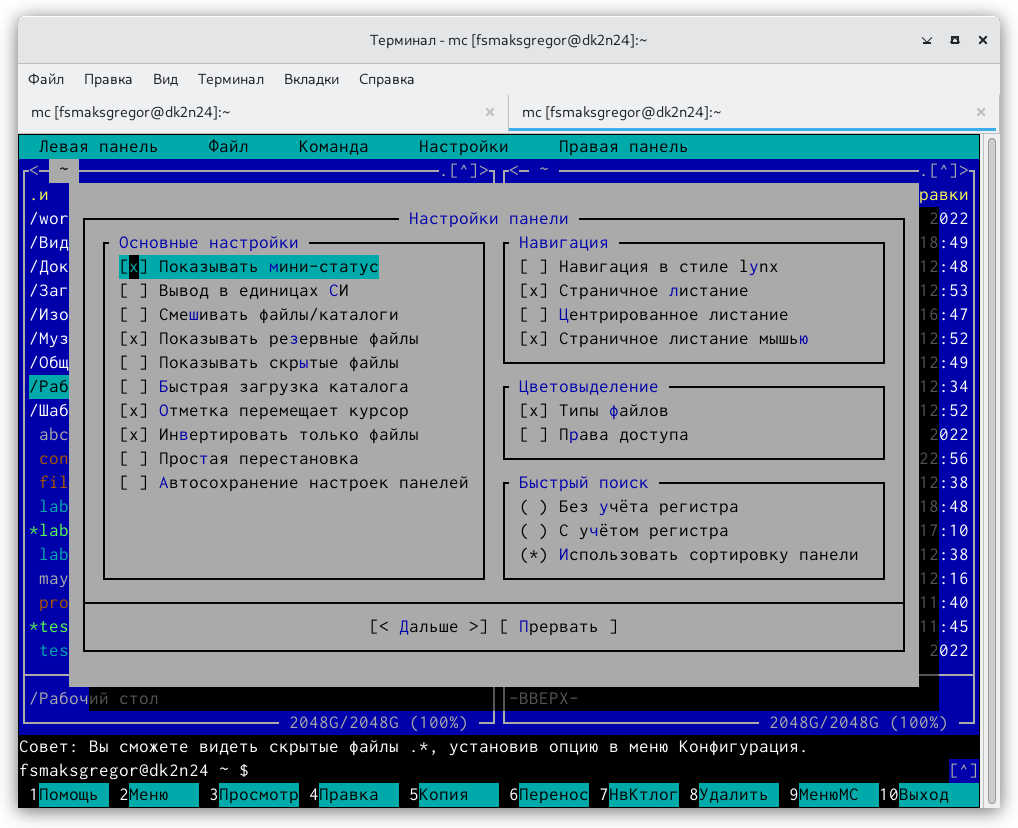 Терминал - mc [fsmaksgregor@dk2n24]:~
Файл Правка Вид Терминал Вкладки Справка
mc [fsmaksgregor@dk2n24]:~ × mc [fsmaksgregor@dk2n24]:~ ×
Левая панель Файл Команда Настройки Правая панель
<─ ~ .[^]> <─ ~ .[^]>
.и равки
/wor Настройки панели 2022
/Вид Основные настройки Навигация 18:49
/Док [x] Показывать мини-статус [ ] Навигация в стиле lynx 12:48
/Заг [ ] Вывод в единицах СИ [x] Страничное листание 12:53
/Изо [ ] Смешивать файлы/каталоги [ ] Центрированное листание 16:47
/Муз [x] Показывать резервные файлы [x] Страничное листание мышью 12:52
/Общ [ ] Показывать скрытые файлы 12:49
/Раб [ ] Быстрая загрузка каталога Цветовыделение 12:34
/Шаб [x] Отметка перемещает курсор [x] Типы файлов 12:52
abc [x] Инвертировать только файлы [ ] Права доступа 2022
con [ ] Простая перестановка 22:56
fil [ ] Автосохранение настроек панелей Быстрый поиск 12:38
lab ( ) Без учёта регистра 18:48
*lab ( ) С учётом регистра 17:10
lab (*) Использовать сортировку панели 12:38
may 12:16
pro 11:40
*tes [< Дальше >] [ Прервать ] 11:45
tes 2022
/Рабочий стол -ВВЕРХ-
2048G/2048G (100%) 2048G/2048G (100%)
Совет: Вы сможете видеть скрытые файлы .*, установив опцию в меню Конфигурация.
fsmaksgregor@dk2n24 ~ $ [^]
1Помощь 2Меню 3Просмотр 4Правка 5Копия 6Перенос 7НвКтлог 8Удалить 9МенюMC 10Выход